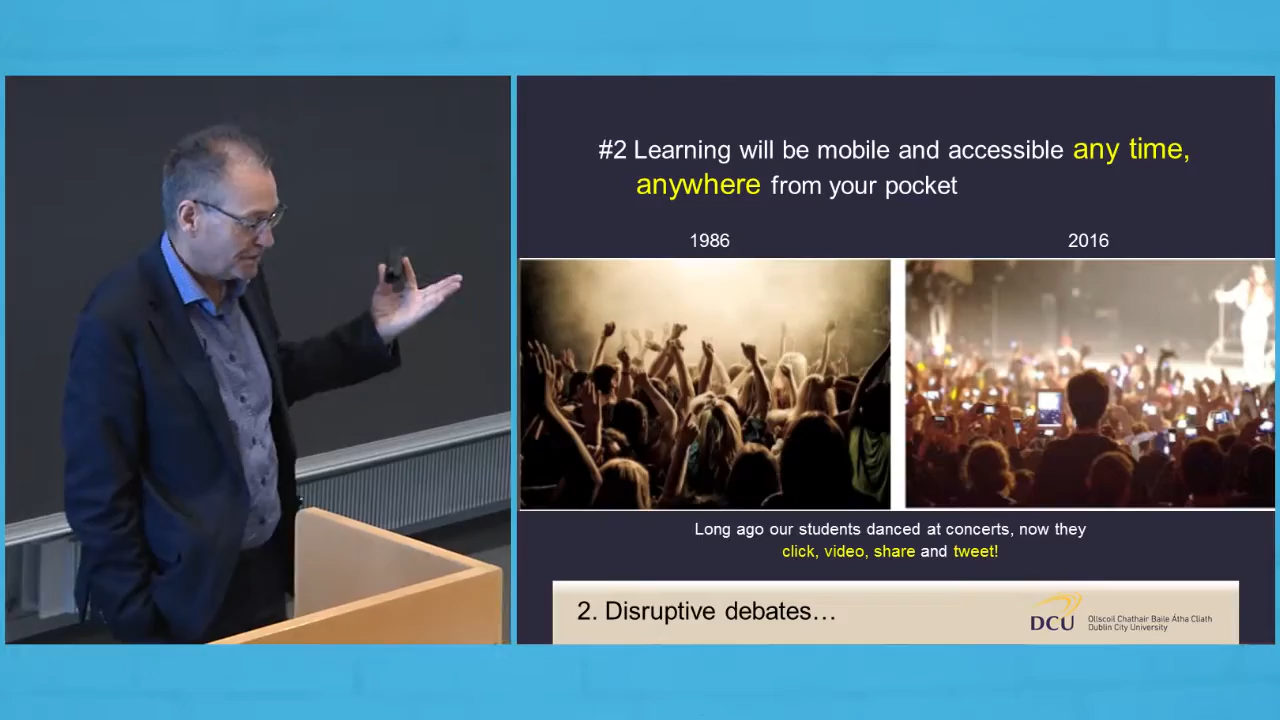 #2 Learning will be mobile and accessible any time,
anywhere from your pocket
1986
2016
Long ago our students danced at concerts, now they
click, video, share and tweet!
2. Disruptive debates…
DCU
Ollscoil Chathair Baile Átha Cliath
Dublin City University